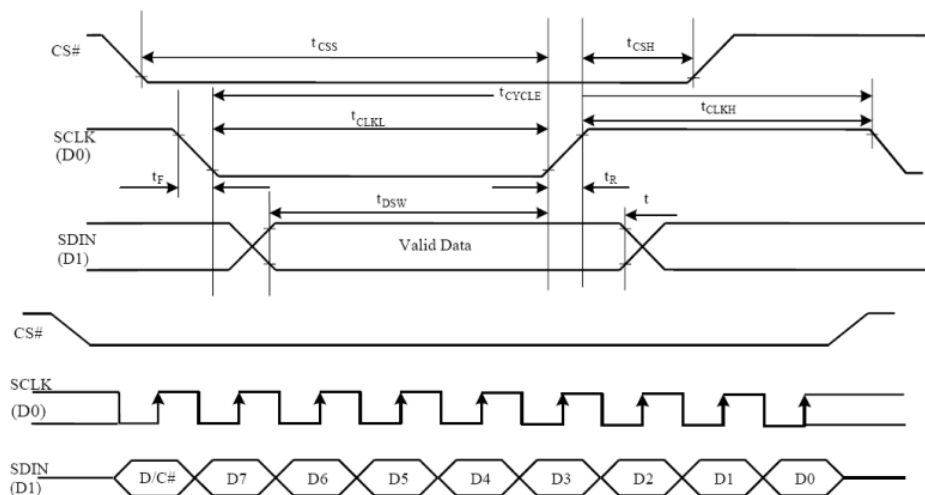 CS#
tCSS
tCSH
tCYCLE
SCLK
(D0)
tCLKL
tCLKH
tF
tR
tDSW
t
SDIN
(D1)
Valid Data
CS#
SCLK
(D0)
SDIN
(D1)
D/C# D7 D6 D5 D4 D3 D2 D1 D0